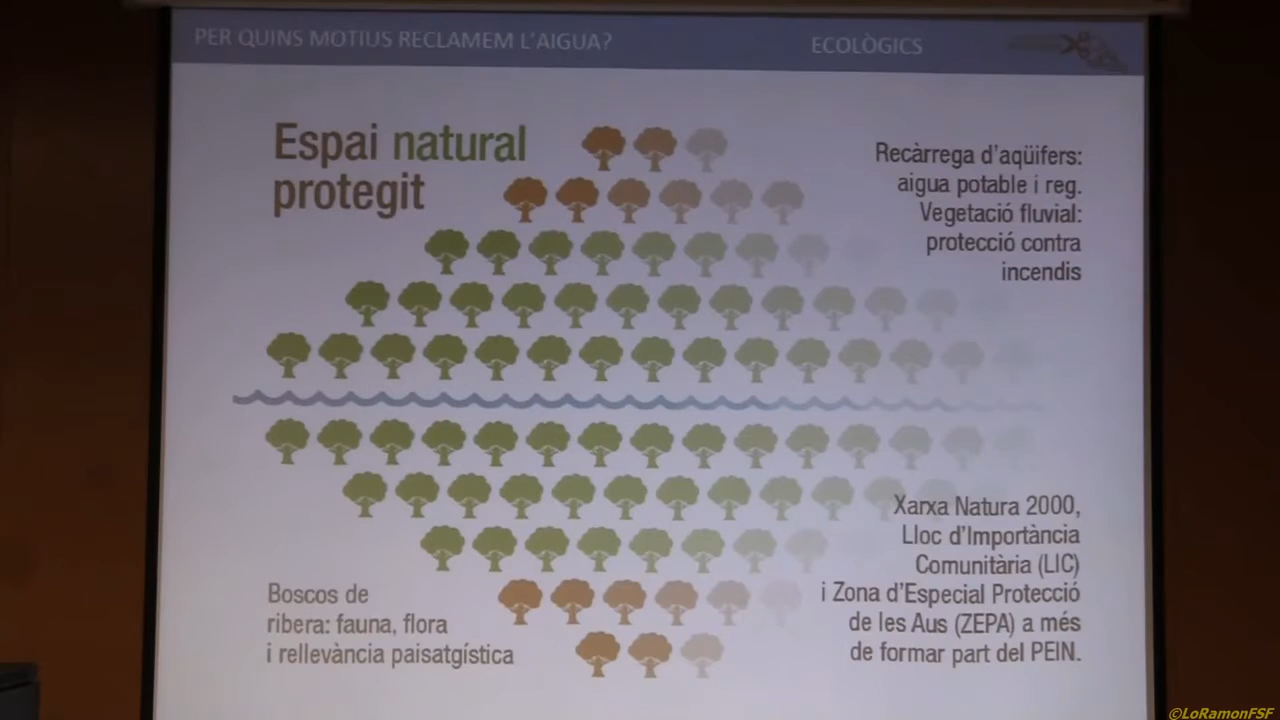 PER QUINS MOTIUS RECLAMEM L'AIGUA?
ECOLÒGICS
Espai natural
protegit
Recàrrega d'aqüífers:
aigua potable i reg.
Vegetació fluvial:
protecció contra
incendis
Boscos de
ribera: fauna, flora
i rellevància paisatgística
Xarxa Natura 2000,
Lloc d'Importància
Comunitària (LIC)
i Zona d'Especial Protecció
de les Aus (ZEPA) a més
de formar part del PEIN.
©LoRamonFSF